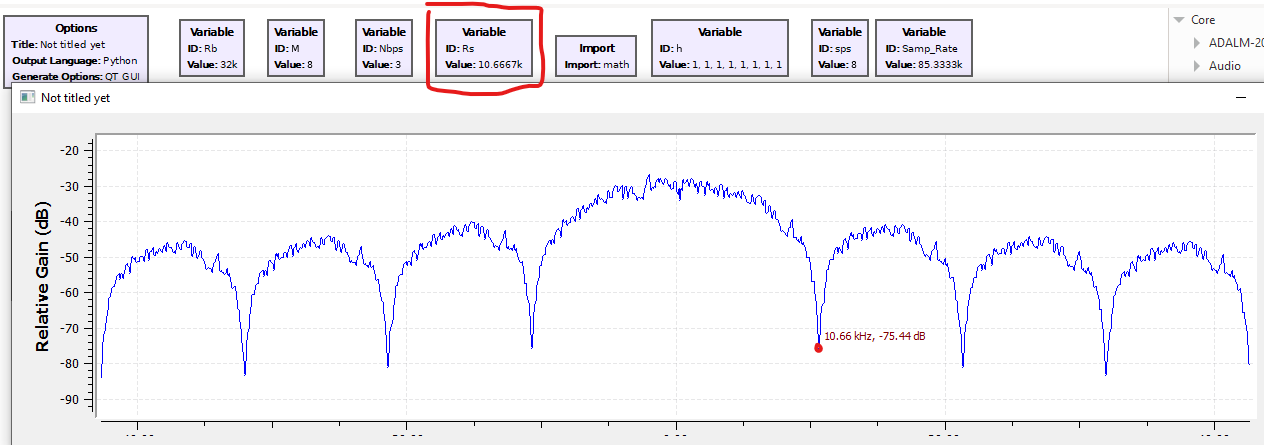 Options
Title: Not titled yet
Output Language: Python
Generate Options: QT GUI
Variable
ID: Rb
Value: 32k
Variable
ID: M
Value: 8
Variable
ID: Nbps
Value: 3
Variable
ID: Rs
Value: 10.6667k
Import
Import: math
Variable
ID: h
Value: 1, 1, 1, 1, 1, 1, 1, 1
Variable
ID: sps
Value: 8
Variable
ID: Samp_Rate
Value: 85.3333k
Core
ADALM-20
Audio
Not titled yet
Relative Gain (dB)
-20
-30
-40
-50
-60
-70
-80
-90
10.66 kHz, -75.44 dB